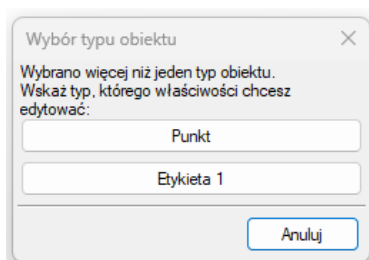 Wybór typu obiektu
Wybrano więcej niż jeden typ obiektu.
Wskaż typ, którego właściwości chcesz
edytować:
Punkt
Etykieta 1
Anuluj